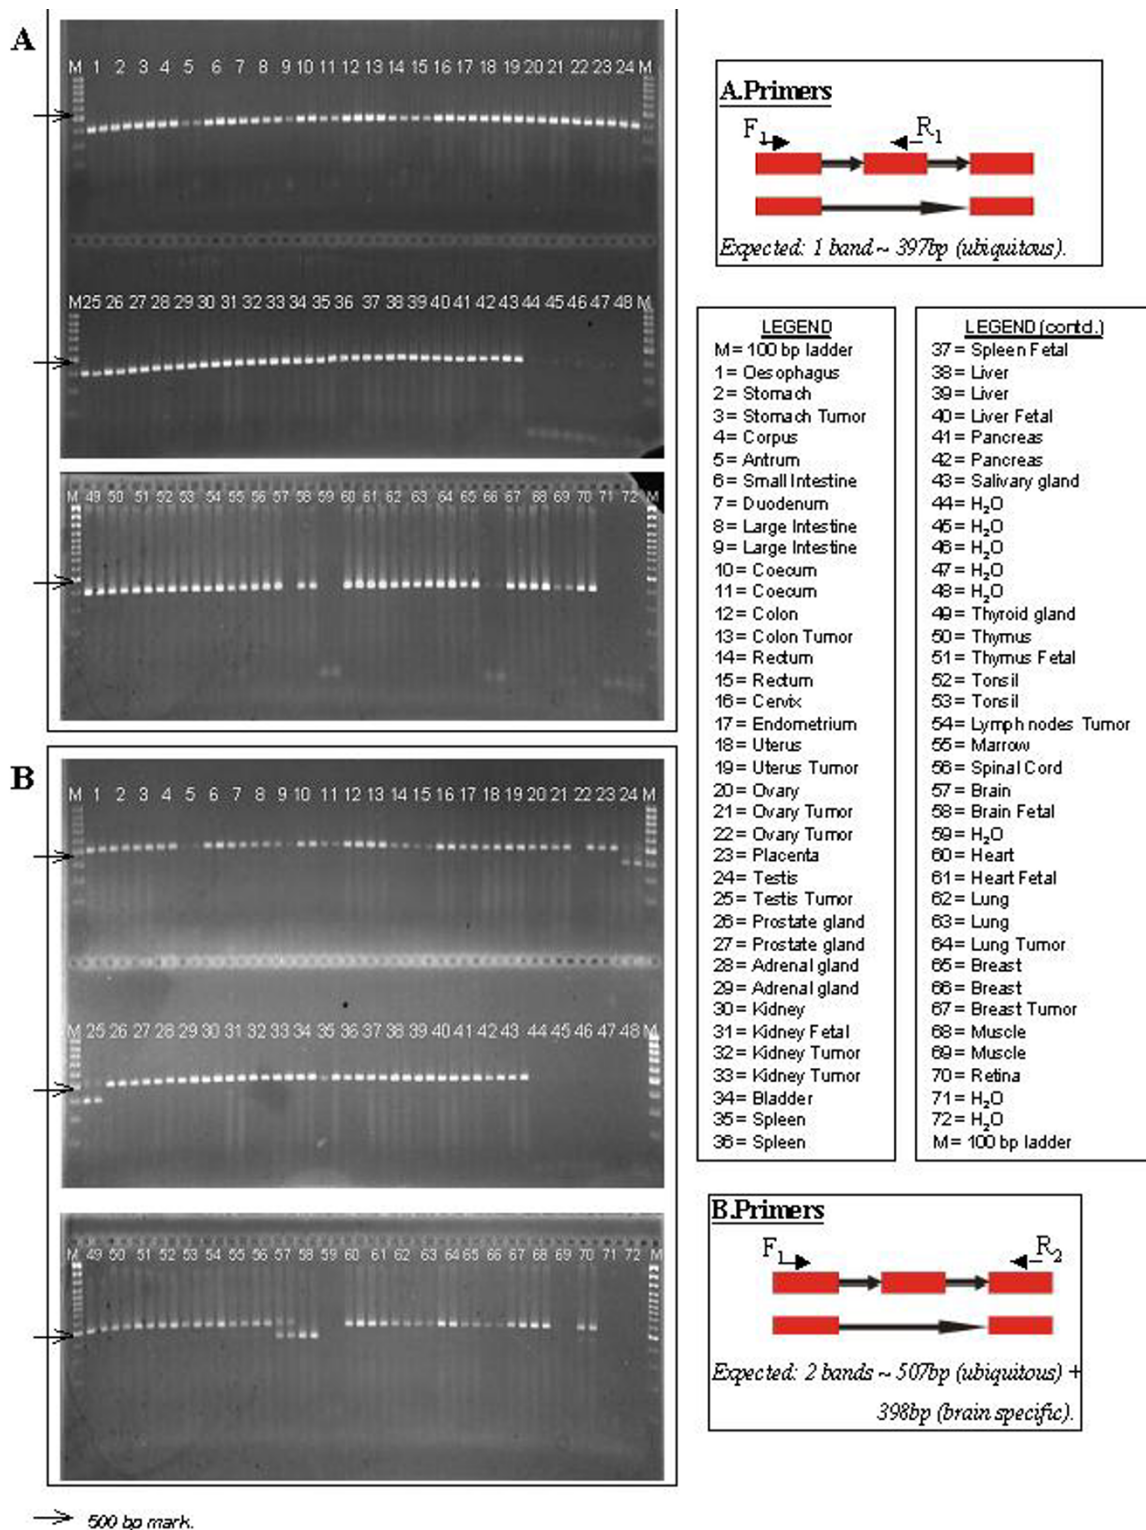 A
M 1 2 3 4 5 6 7 8 9 10 11 12 13 14 15 16 17 18 19 20 21 22 23 24 M
M 25 26 27 28 29 30 31 32 33 34 35 36 37 38 39 40 41 42 43 44 45 46 47 48 M
M 49 50 51 52 53 54 55 56 57 58 59 60 61 62 63 64 65 66 67 68 69 70 71 72 M
B
M 1 2 3 4 5 6 7 8 9 10 11 12 13 14 15 16 17 18 19 20 21 22 23 24 M
M 25 26 27 28 29 30 31 32 33 34 35 36 37 38 39 40 41 42 43 44 45 46 47 48 M
M 49 50 51 52 53 54 55 56 57 58 59 60 61 62 63 64 65 66 67 68 69 70 71 72 M
500 bp mark.
A.Primers
F1 R1
Expected: 1 band ~ 397bp (ubiquitous).
LEGEND
M = 100 bp ladder
1 = Oesophagus
2 = Stomach
3 = Stomach Tumor
4 = Corpus
5 = Antrum
6 = Small Intestine
7 = Duodenum
8 = Large Intestine
9 = Large Intestine
10 = Coecum
11 = Coecum
12 = Colon
13 = Colon Tumor
14 = Rectum
15 = Rectum
16 = Cervix
17 = Endometrium
18 = Uterus
19 = Uterus Tumor
20 = Ovary
21 = Ovary Tumor
22 = Ovary Tumor
23 = Placenta
24 = Testis
25 = Testis Tumor
26 = Prostate gland
27 = Prostate gland
28 = Adrenal gland
29 = Adrenal gland
30 = Kidney
31 = Kidney Fetal
32 = Kidney Tumor
33 = Kidney Tumor
34 = Bladder
35 = Spleen
36 = Spleen
LEGEND (contd.)
37 = Spleen Fetal
38 = Liver
39 = Liver
40 = Liver Fetal
41 = Pancreas
42 = Pancreas
43 = Salivary gland
44 = H2O
45 = H2O
46 = H2O
47 = H2O
48 = H2O
49 = Thyroid gland
50 = Thymus
51 = Thymus Fetal
52 = Tonsil
53 = Tonsil
54 = Lymph nodes Tumor
55 = Marrow
56 = Spinal Cord
57 = Brain
58 = Brain Fetal
59 = H2O
60 = Heart
61 = Heart Fetal
62 = Lung
63 = Lung
64 = Lung Tumor
65 = Breast
66 = Breast
67 = Breast Tumor
68 = Muscle
69 = Muscle
70 = Retina
71 = H2O
72 = H2O
M = 100 bp ladder
B.Primers
F1 R2
Expected: 2 bands ~ 507bp (ubiquitous) +
398bp (brain specific).